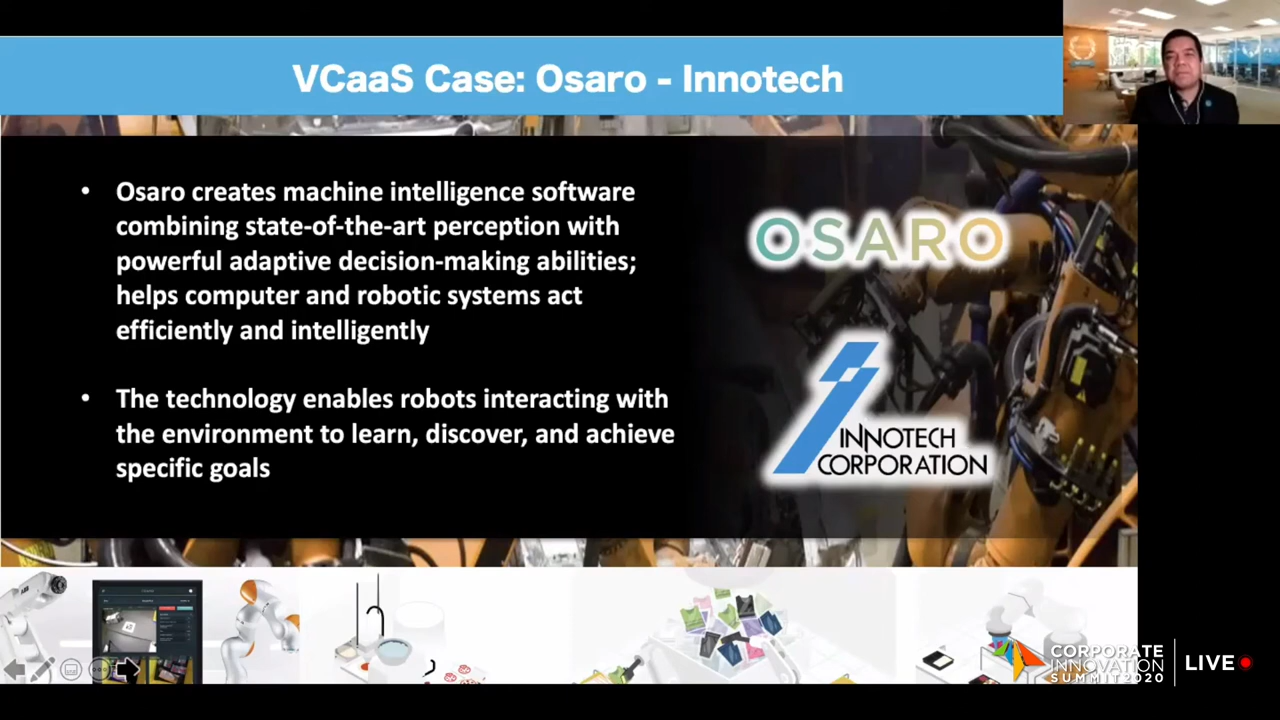 VCaaS Case: Osaro - Innotech
• Osaro creates machine intelligence software
combining state-of-the-art perception with
powerful adaptive decision-making abilities;
helps computer and robotic systems act
efficiently and intelligently
• The technology enables robots interacting with
the environment to learn, discover, and achieve
specific goals
OSARO
INNOTECH
CORPORATION
ABB
CORPORATE
INNOVATION
SUMMIT2020
LIVE